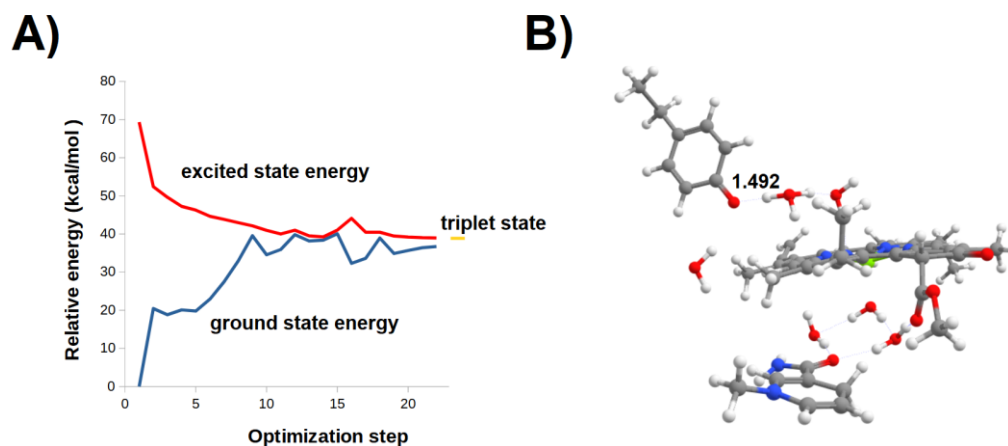 A)
B)
80
70
60
50
40
30
20
10
0
0
5
10
15
20
Relative energy (kcal/mol )
Optimization step
excited state energy
triplet state
ground state energy
1.492